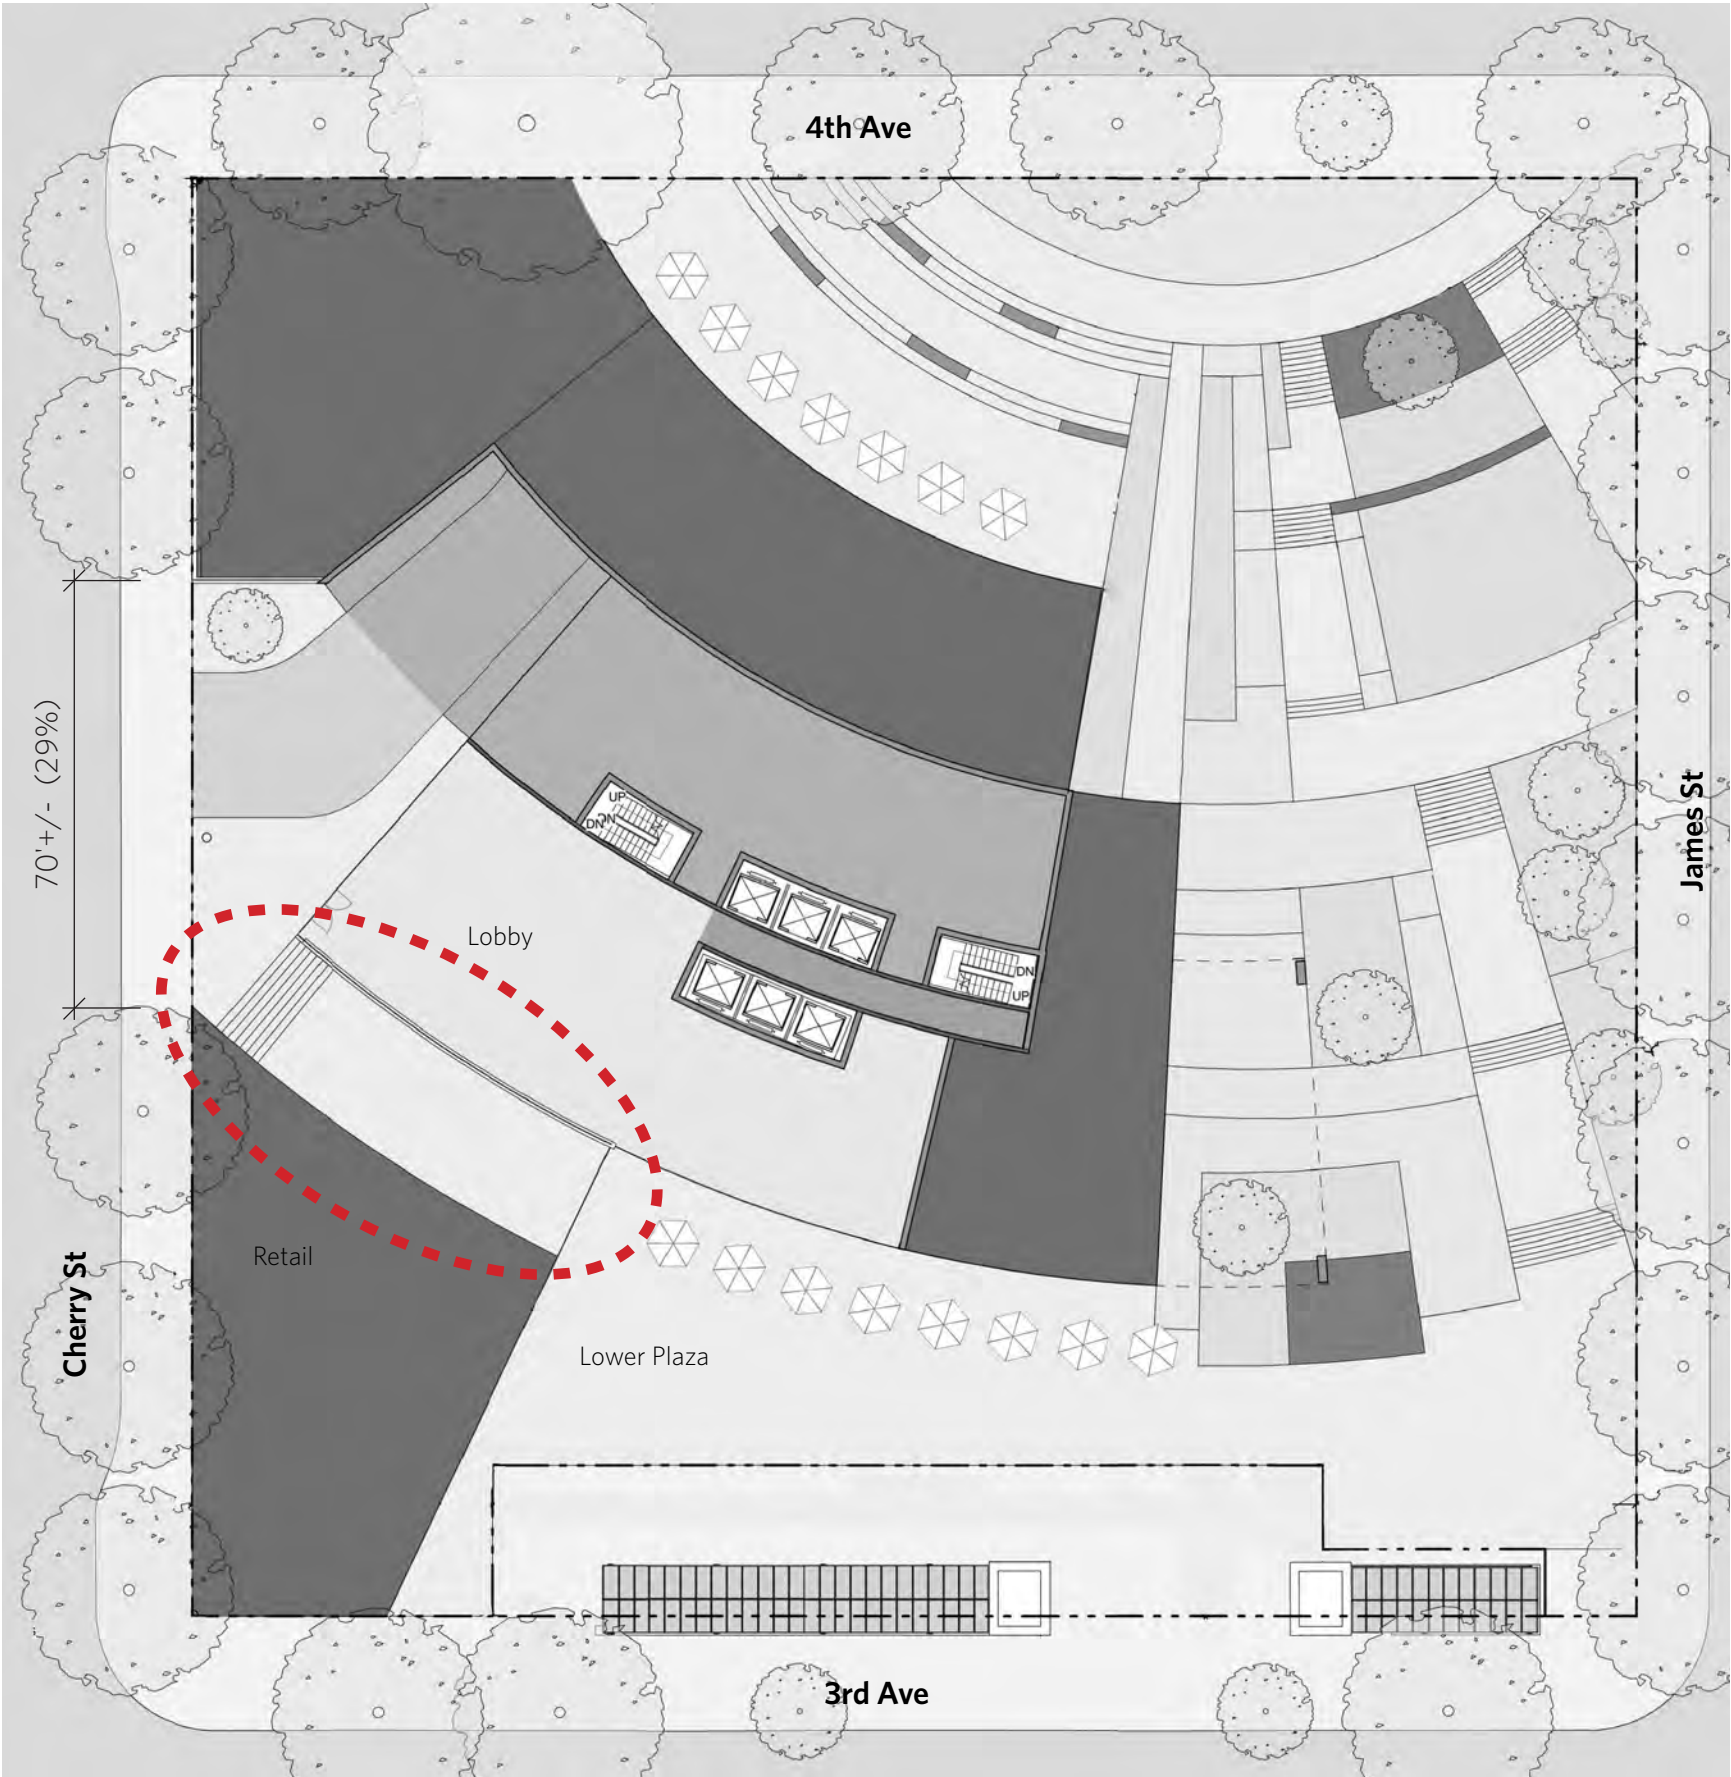 4th Ave
70'+/- (29%)
UP
DN
Lobby
DN
UP
James St
Retail
Cherry St
Lower Plaza
3rd Ave